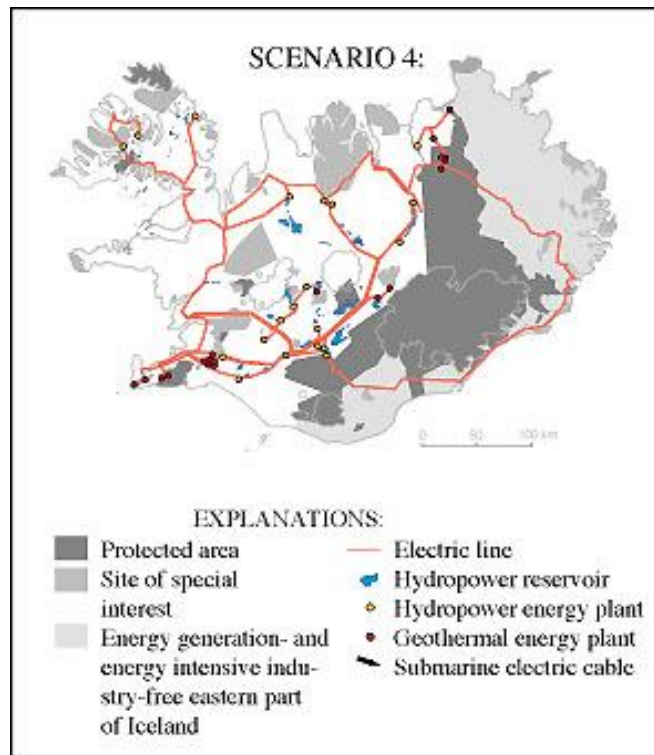 SCENARIO 4:
0 50 100 km
EXPLANATIONS:
Protected area
Site of special
interest
Energy generation- and
energy intensive indu-
stry-free eastern part
of Iceland
Electric line
Hydropower reservoir
Hydropower energy plant
Geothermal energy plant
Submarine electric cable